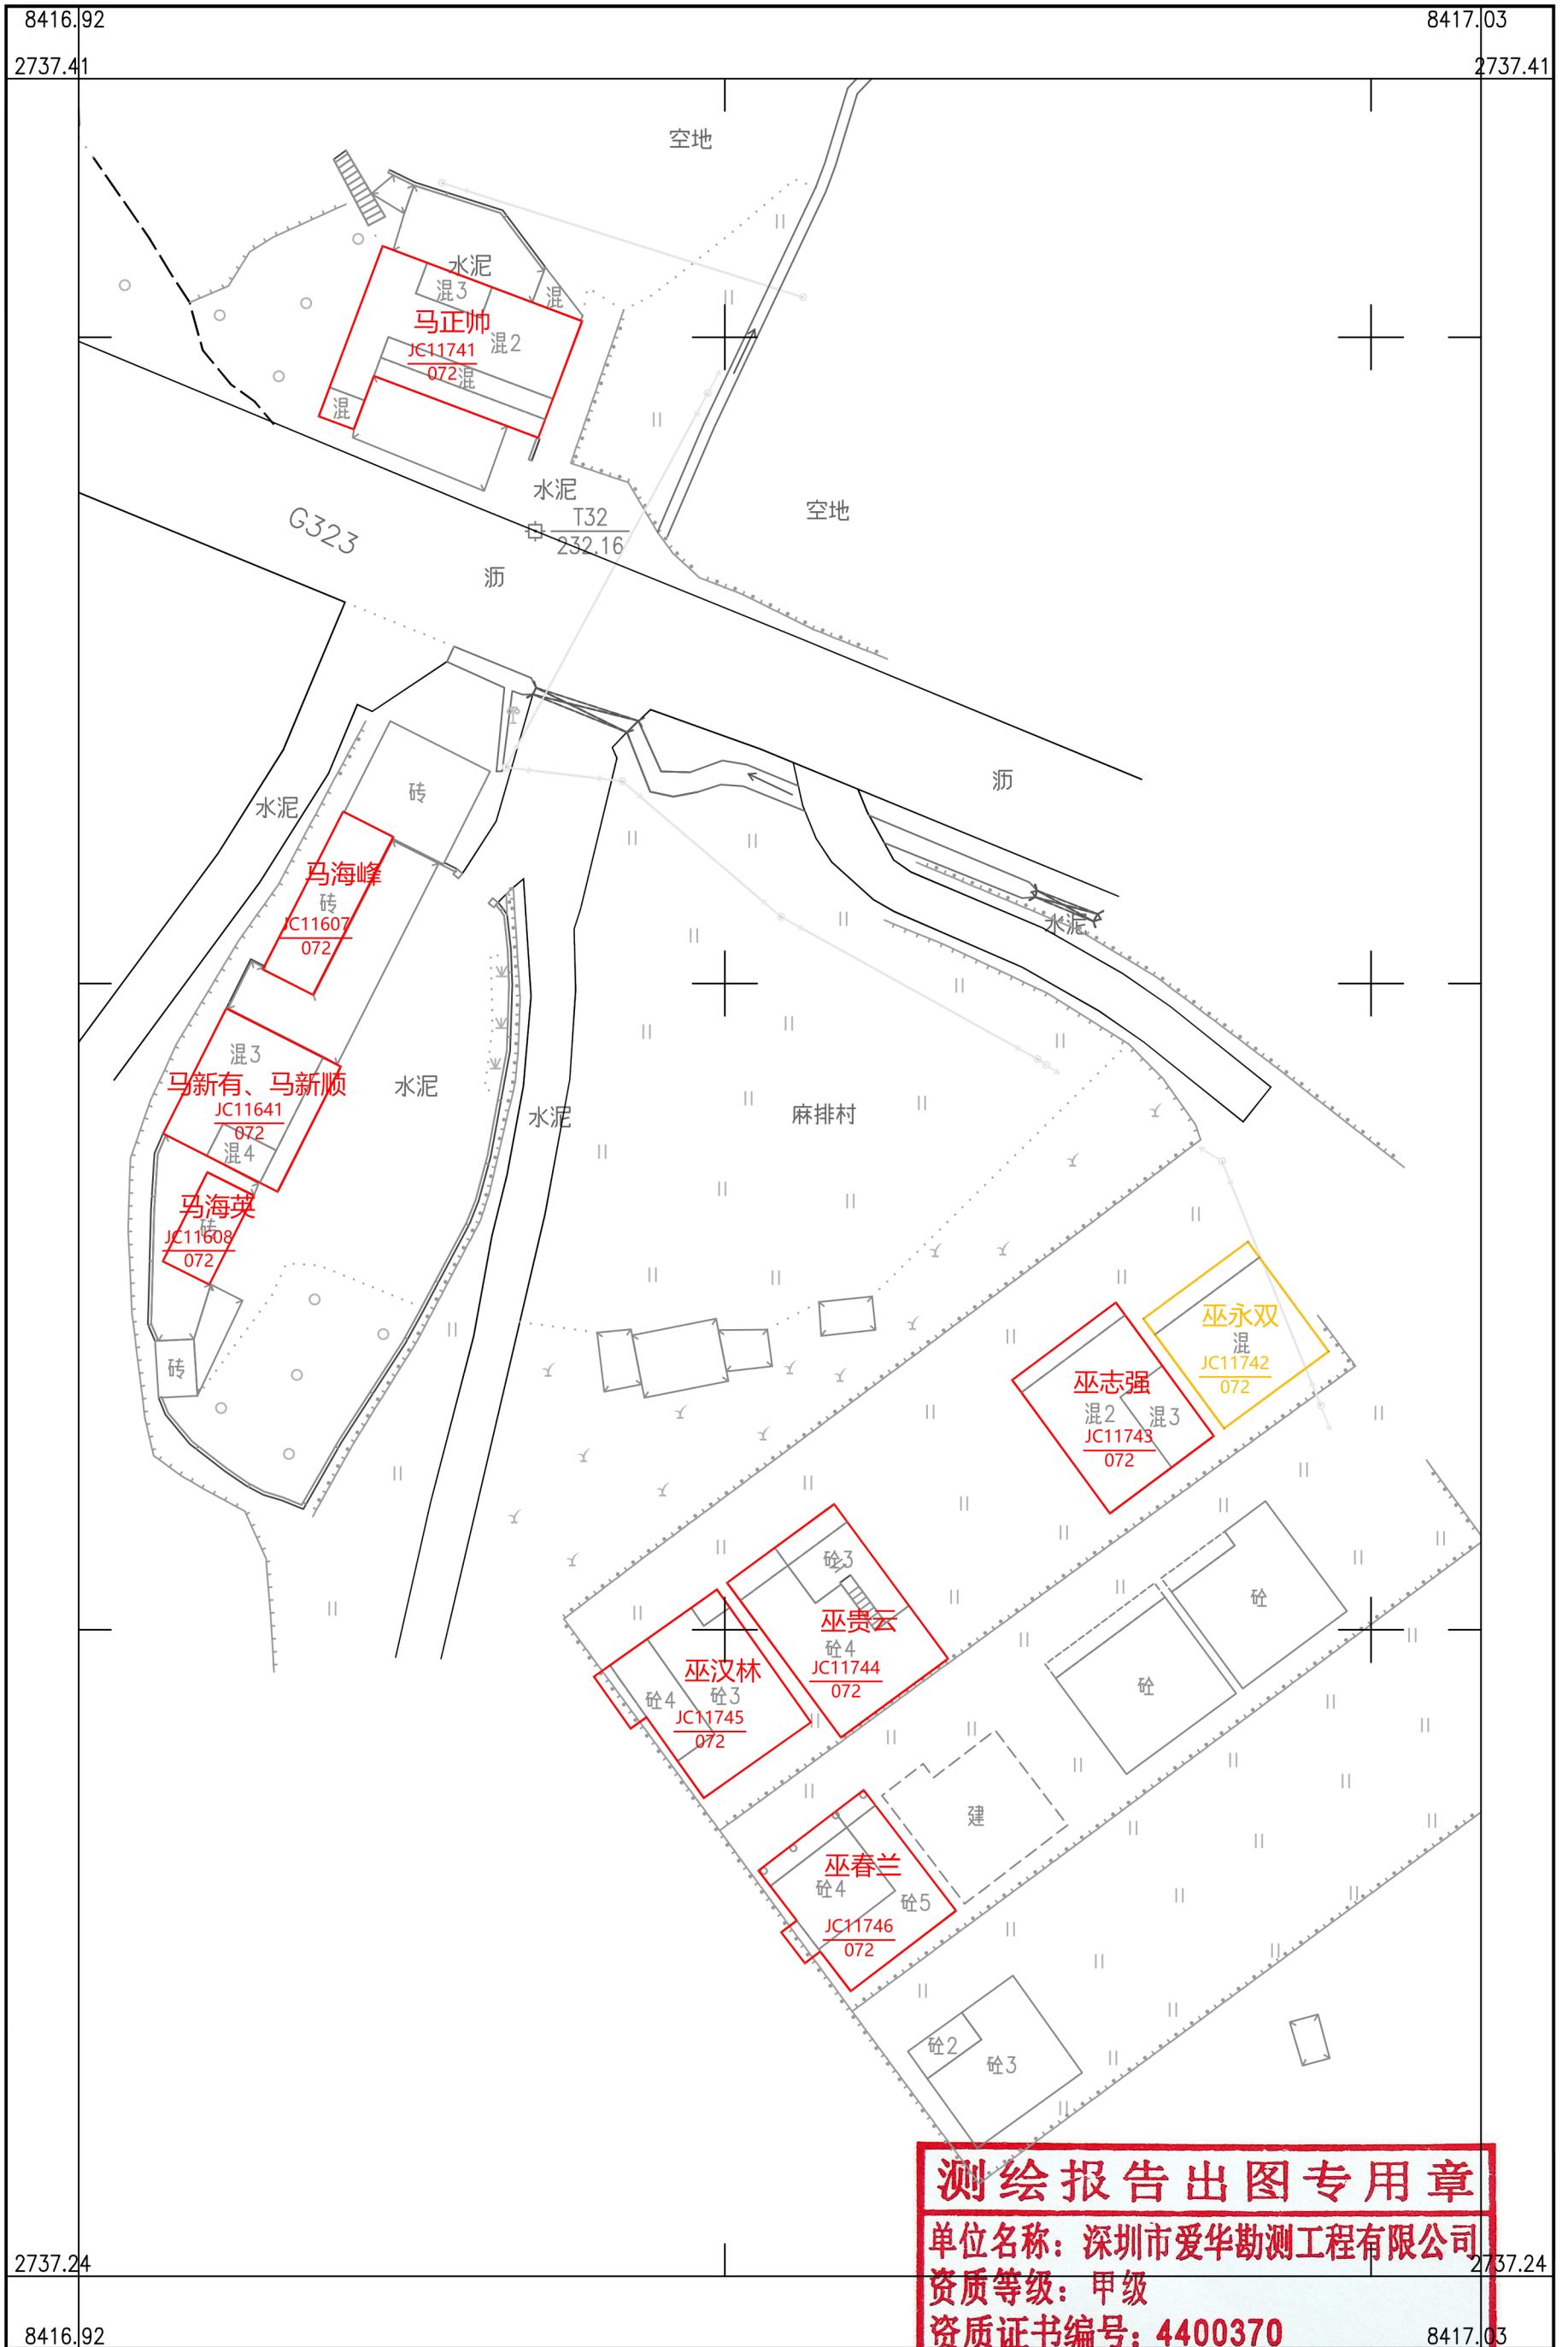 8416.92
8417.03
2737.41
2737.41
空地
水泥
混3
混
马正帅
混2
JC11741
072
混
混
水泥
空地
G323
T32
232.16
沥
沥
砖
水泥
马海峰
砖
JC11607
072
水泥
混3
马新有、马新顺
JC11641
072
混4
水泥
水泥
麻排村
马海英
砖
JC11608
072
砖
巫永双
混
JC11742
072
巫志强
混2
混3
JC11743
072
砼3
巫贵云
砼4
JC11744
072
砼
砼
巫汉林
砼4
砼3
JC11745
072
建
巫春兰
砼4
砼5
JC11746
072
砼2
砼3
测绘报告出图专用章
单位名称：深圳市爱华勘测工程有限公司
资质等级：甲级
资质证书编号：4400370
2737.24
2737.24
8416.92
8417.03